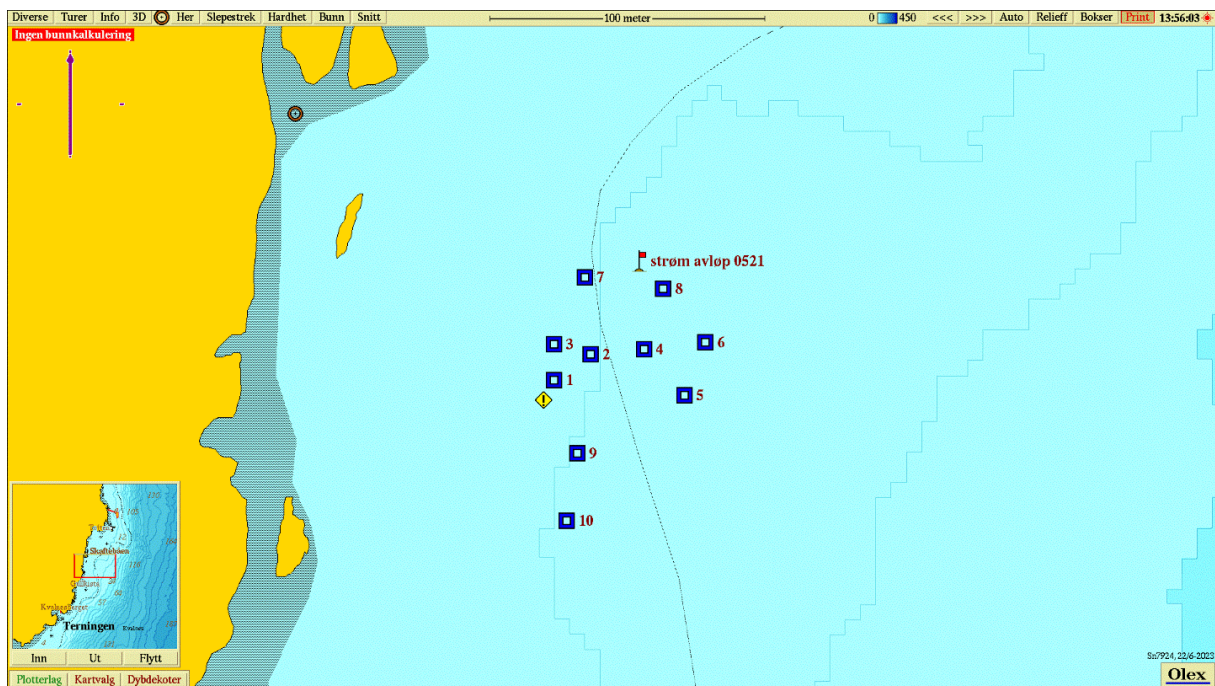 Diverse Turer Info 3D Her Slepestrek Hardhet Bunn Snitt 100 meter 0 450 <<< >>> Auto Relieff Bokser Print 13:56:03
Ingen bunnkalkulering
strøm avløp 0521
7
8
6
3
2
4
1
5
9
10
Skaftebåen
Terningen
Inn Ut Flytt
Sn7924, 22/6-2023
Plotterlag Kartvalg Dybdekoter
Olex